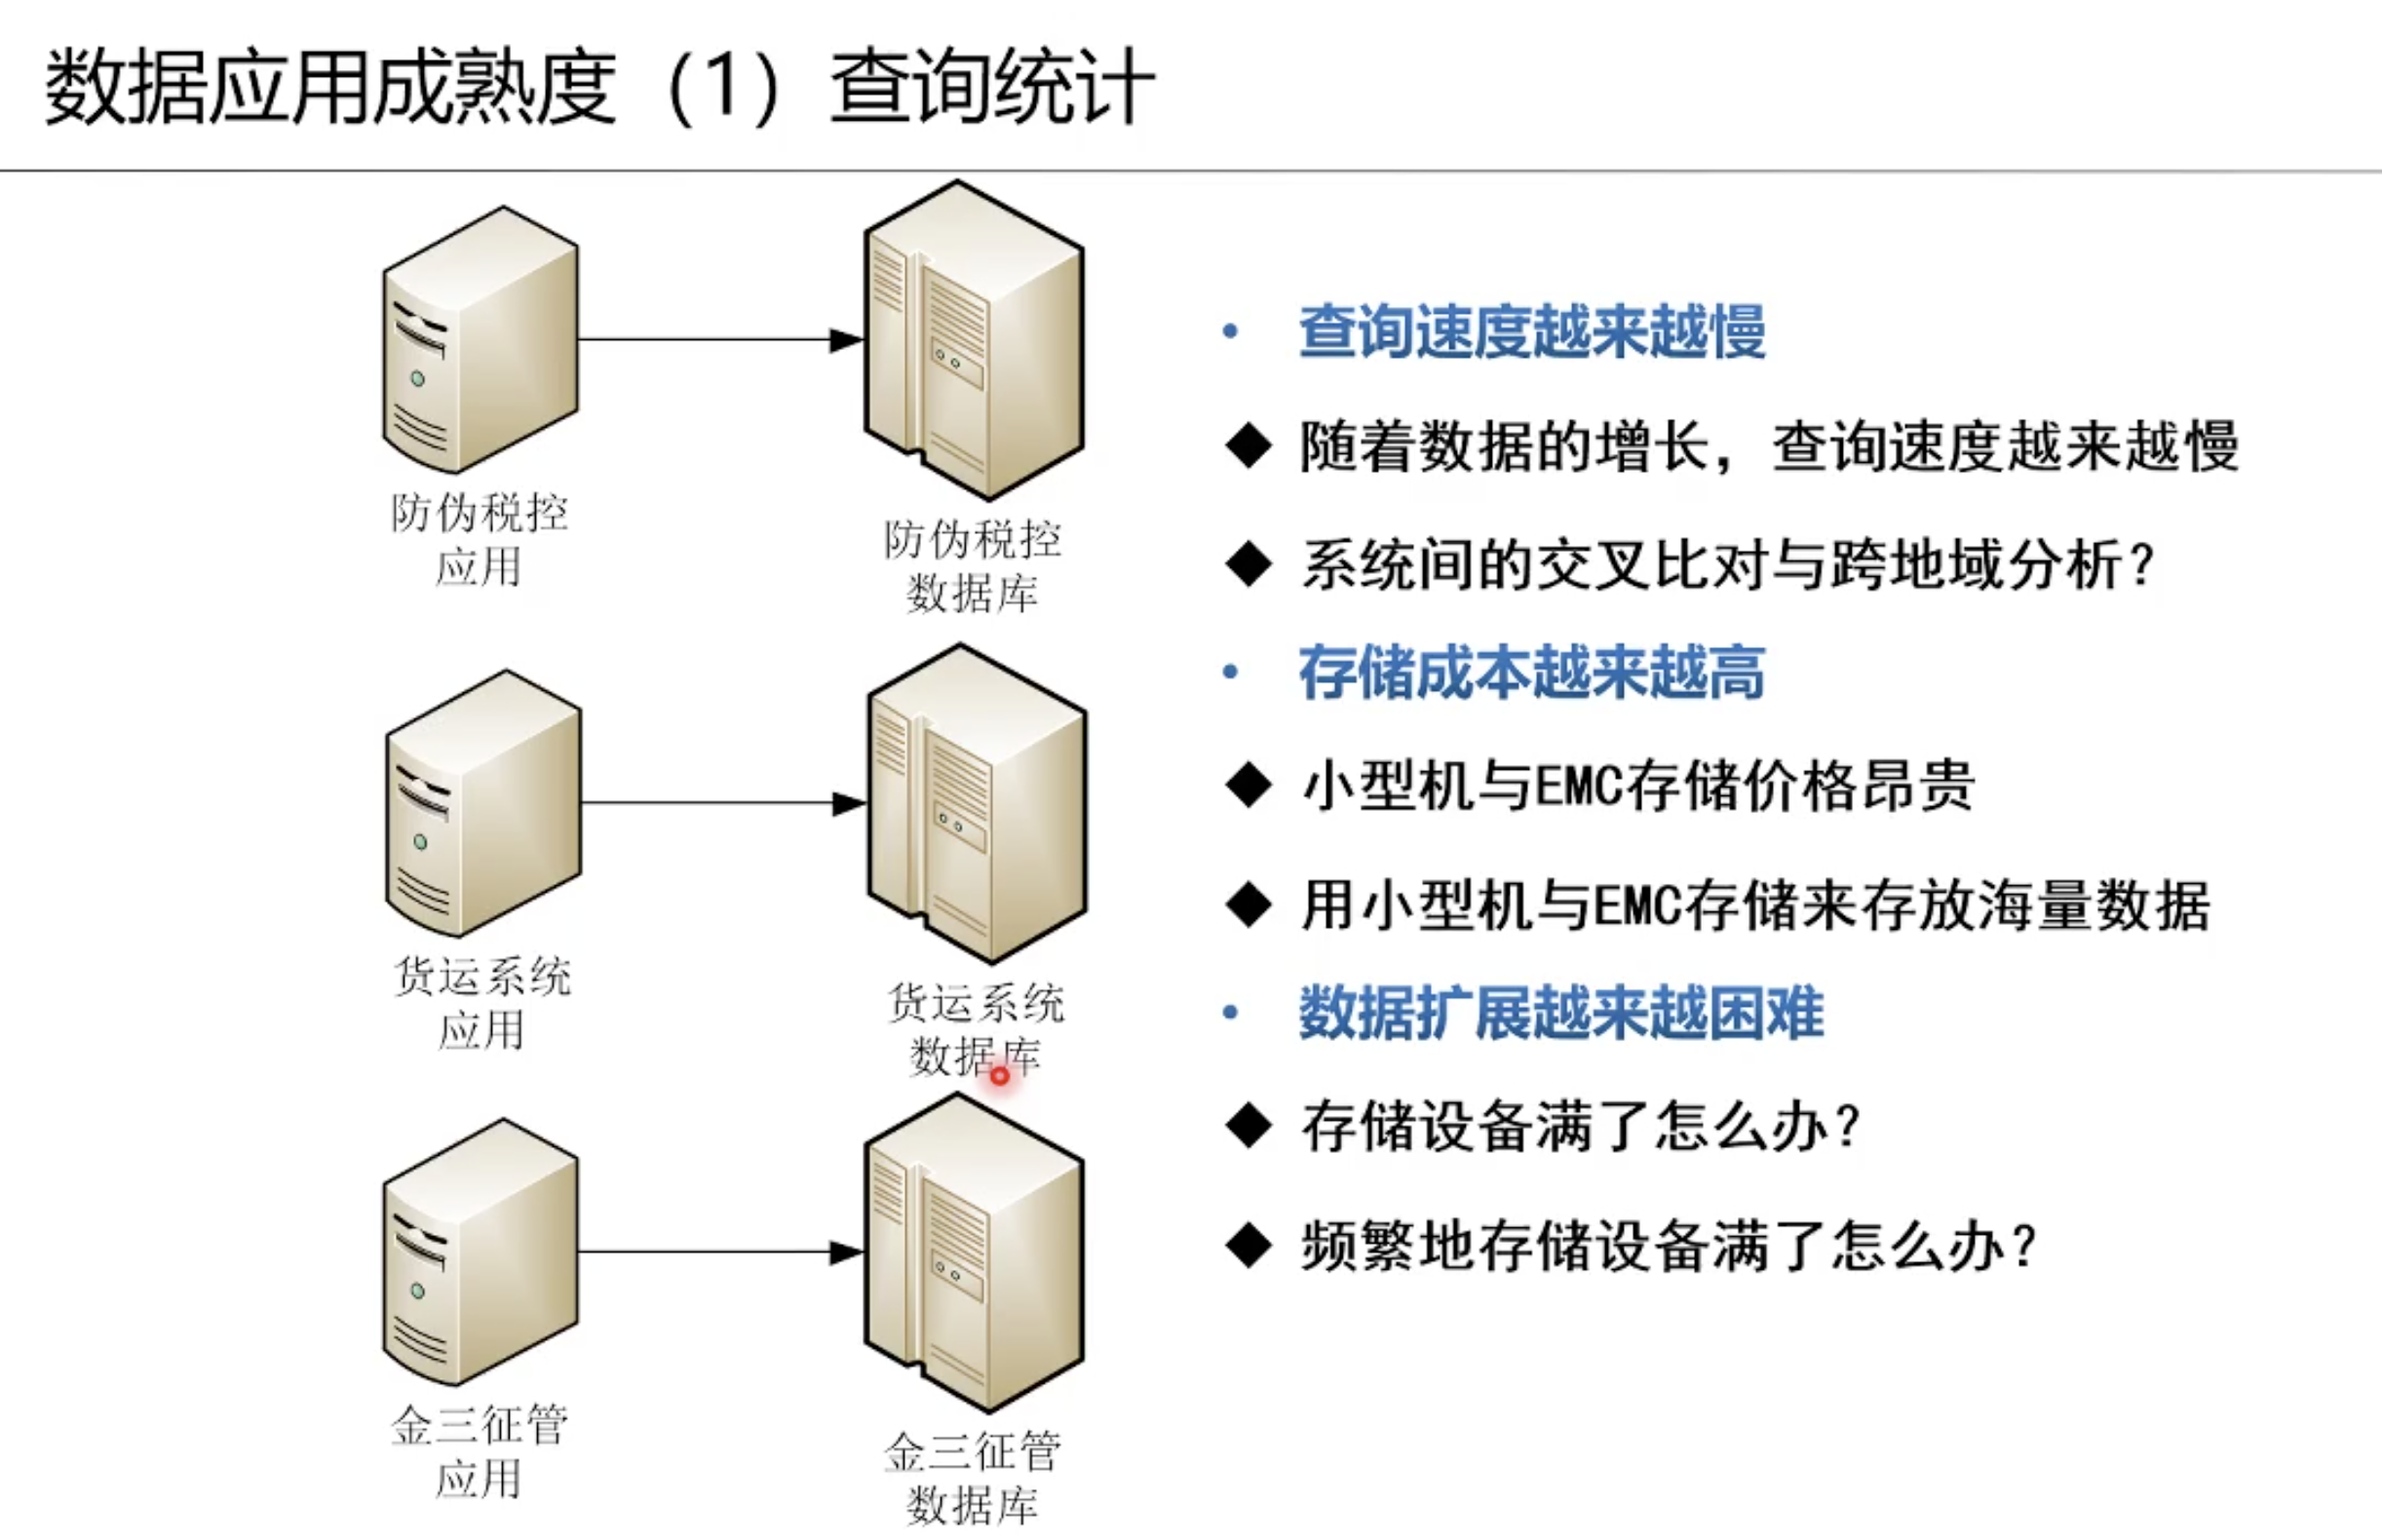 数据应用成熟度（1）查询统计
防伪税控
应用
防伪税控
数据库
货运系统
应用
货运系统
数据库
金三征管
应用
金三征管
数据库
• 查询速度越来越慢
◆ 随着数据的增长，查询速度越来越慢
◆ 系统间的交叉比对与跨地域分析？
• 存储成本越来越高
◆ 小型机与EMC存储价格昂贵
◆ 用小型机与EMC存储来存放海量数据
• 数据扩展越来越困难
◆ 存储设备满了怎么办？
◆ 频繁地存储设备满了怎么办？